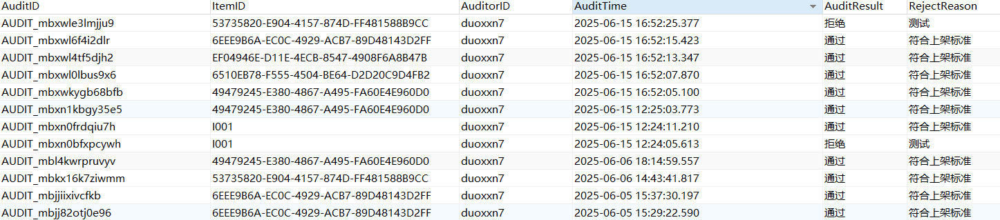 AuditID ItemID AuditorID AuditTime AuditResult RejectReason
AUDIT_mbxwle3lmjju9 53735820-E904-4157-874D-FF481588B9CC duoxxn7 2025-06-15 16:52:25.377 拒绝 测试
AUDIT_mbxwl6f4i2dlr 6EEE9B6A-EC0C-4929-ACB7-89D48143D2FF duoxxn7 2025-06-15 16:52:15.423 通过 符合上架标准
AUDIT_mbxwl4tf5djh2 EF04946E-D11E-4ECB-8547-4908F6A8B47B duoxxn7 2025-06-15 16:52:13.347 通过 符合上架标准
AUDIT_mbxwl0lbus9x6 6510EB78-F555-4504-BE64-D2D20C9D4FB2 duoxxn7 2025-06-15 16:52:07.870 通过 符合上架标准
AUDIT_mbxwkygb68bfb 49479245-E380-4867-A495-FA60E4E960D0 duoxxn7 2025-06-15 16:52:05.100 通过 符合上架标准
AUDIT_mbxn1kbgy35e5 49479245-E380-4867-A495-FA60E4E960D0 duoxxn7 2025-06-15 12:25:03.773 通过 符合上架标准
AUDIT_mbxn0frdqiu7h I001 duoxxn7 2025-06-15 12:24:11.210 通过 符合上架标准
AUDIT_mbxn0bfxpcywh I001 duoxxn7 2025-06-15 12:24:05.613 拒绝 测试
AUDIT_mbl4kwrpruvyv 49479245-E380-4867-A495-FA60E4E960D0 duoxxn7 2025-06-06 18:14:59.557 通过 符合上架标准
AUDIT_mbkx16k7ziwmm 53735820-E904-4157-874D-FF481588B9CC duoxxn7 2025-06-06 14:43:41.817 通过 符合上架标准
AUDIT_mbjjiixivcfkb 6EEE9B6A-EC0C-4929-ACB7-89D48143D2FF duoxxn7 2025-06-05 15:37:30.197 通过 符合上架标准
AUDIT_mbjj82otj0e96 6EEE9B6A-EC0C-4929-ACB7-89D48143D2FF duoxxn7 2025-06-05 15:29:22.590 通过 符合上架标准